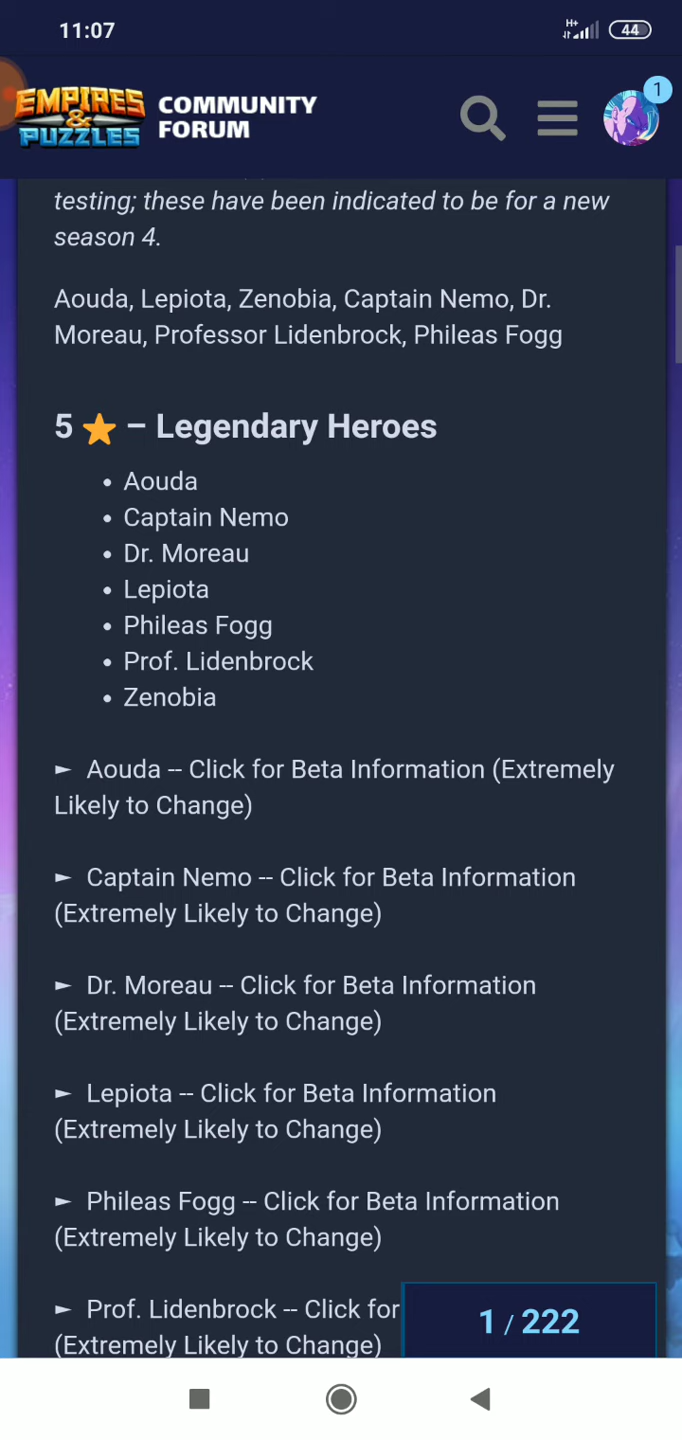 11:07
H+
44
EMPIRES
&
PUZZLES
COMMUNITY
FORUM
1
testing; these have been indicated to be for a new
season 4.
Aouda, Lepiota, Zenobia, Captain Nemo, Dr.
Moreau, Professor Lidenbrock, Phileas Fogg
5 ⭐ – Legendary Heroes
• Aouda
• Captain Nemo
• Dr. Moreau
• Lepiota
• Phileas Fogg
• Prof. Lidenbrock
• Zenobia
► Aouda -- Click for Beta Information (Extremely
Likely to Change)
► Captain Nemo -- Click for Beta Information
(Extremely Likely to Change)
► Dr. Moreau -- Click for Beta Information
(Extremely Likely to Change)
► Lepiota -- Click for Beta Information
(Extremely Likely to Change)
► Phileas Fogg -- Click for Beta Information
(Extremely Likely to Change)
► Prof. Lidenbrock -- Click for
(Extremely Likely to Change)
1 / 222